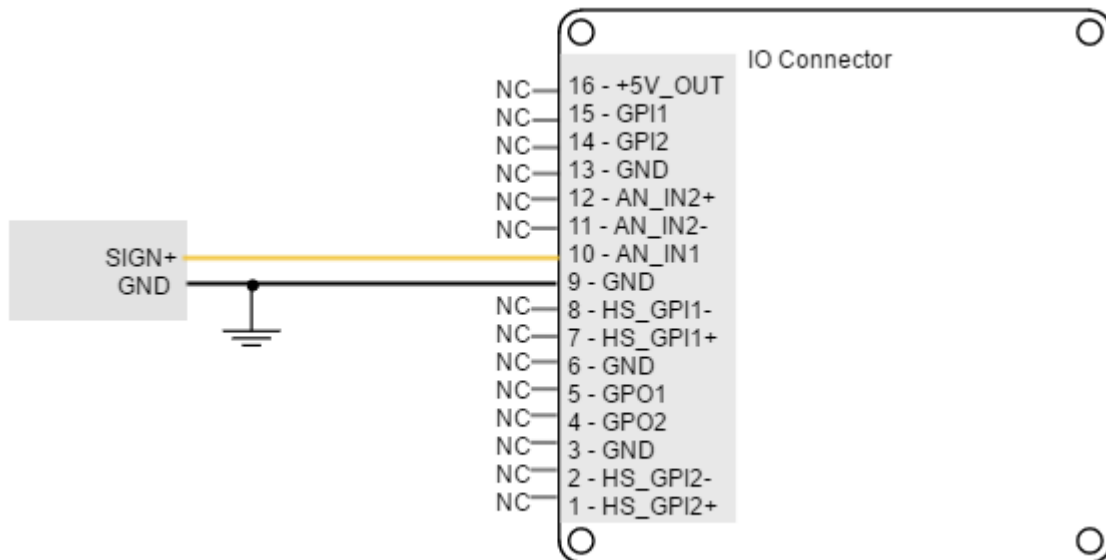 IO Connector
NC 16 - +5V_OUT
NC 15 - GPI1
NC 14 - GPI2
NC 13 - GND
NC 12 - AN_IN2+
NC 11 - AN_IN2-
SIGN+ 10 - AN_IN1
GND 9 - GND
NC 8 - HS_GPI1-
NC 7 - HS_GPI1+
NC 6 - GND
NC 5 - GPO1
NC 4 - GPO2
NC 3 - GND
NC 2 - HS_GPI2-
NC 1 - HS_GPI2+